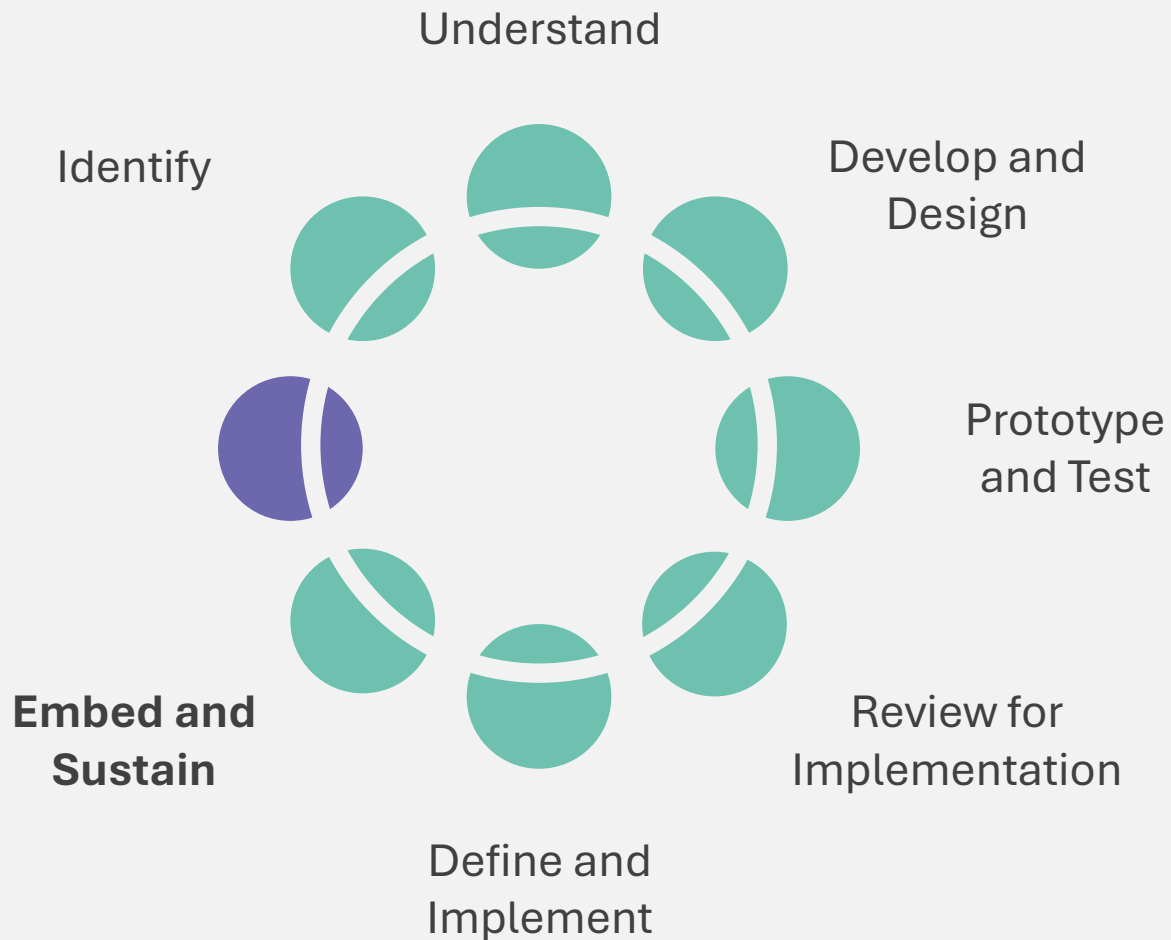 Understand
Identify
Develop and
Design
Prototype
and Test
Review for
Implementation
Define and
Implement
Embed and
Sustain